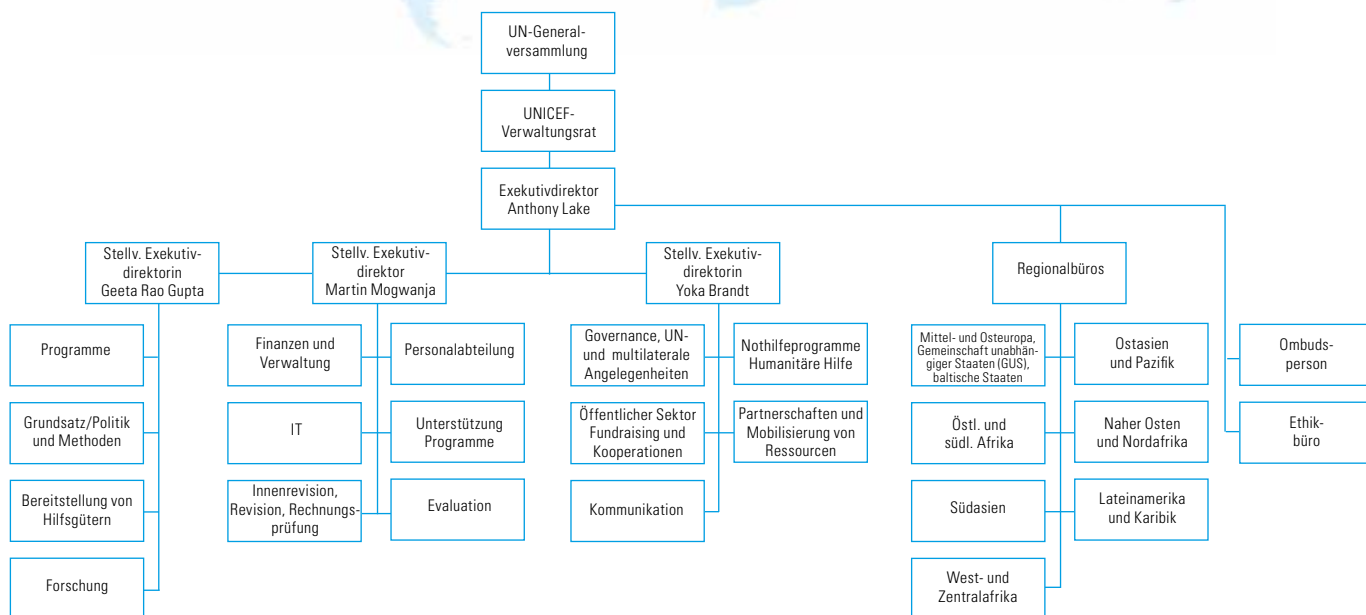 UN-General-
versammlung
UNICEF-
Verwaltungsrat
Exekutivdirektor
Anthony Lake
Stellv. Exekutiv-
direktorin
Geeta Rao Gupta
Stellv. Exekutiv-
direktor
Martin Mogwanja
Stellv. Exekutiv-
direktorin
Yoka Brandt
Regionalbüros
Programme
Grundsatz/Politik
und Methoden
Bereitstellung von
Hilfsgütern
Forschung
Finanzen und
Verwaltung
Personalabteilung
IT
Unterstützung
Programme
Innenrevision,
Revision, Rechnungs-
prüfung
Evaluation
Governance, UN-
und multilaterale
Angelegenheiten
Nothilfeprogramme
Humanitäre Hilfe
Öffentlicher Sektor
Fundraising und
Kooperationen
Partnerschaften und
Mobilisierung von
Ressourcen
Kommunikation
Mittel- und Osteuropa,
Gemeinschaft unabhän-
giger Staaten (GUS),
baltische Staaten
Ostasien
und Pazifik
Östl. und
südl. Afrika
Naher Osten
und Nordafrika
Südasien
Lateinamerika
und Karibik
West- und
Zentralafrika
Ombuds-
person
Ethik-
büro